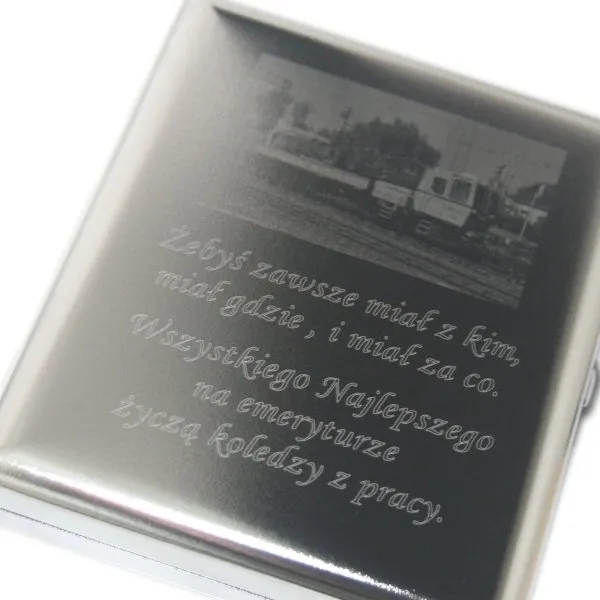 Żebyś zawsze miał z kim,
miał gdzie , i miał za co.
Wszystkiego Najlepszego
na emeryturze
życzą koledzy z pracy.